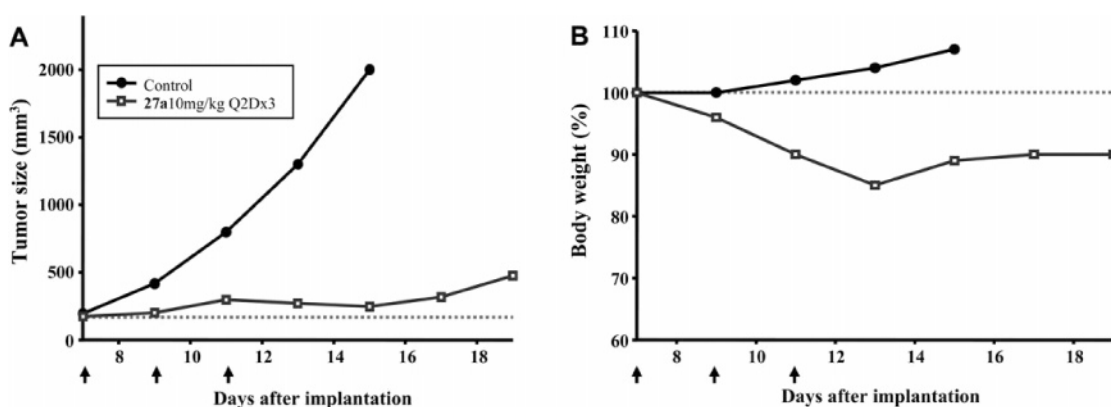 A
Tumor size (mm³)
2000
1500
1000
500
0
Control
27a10mg/kg Q2Dx3
8 10 12 14 16 18
Days after implantation
B
Body weight (%)
110
100
90
80
70
60
8 10 12 14 16 18
Days after implantation